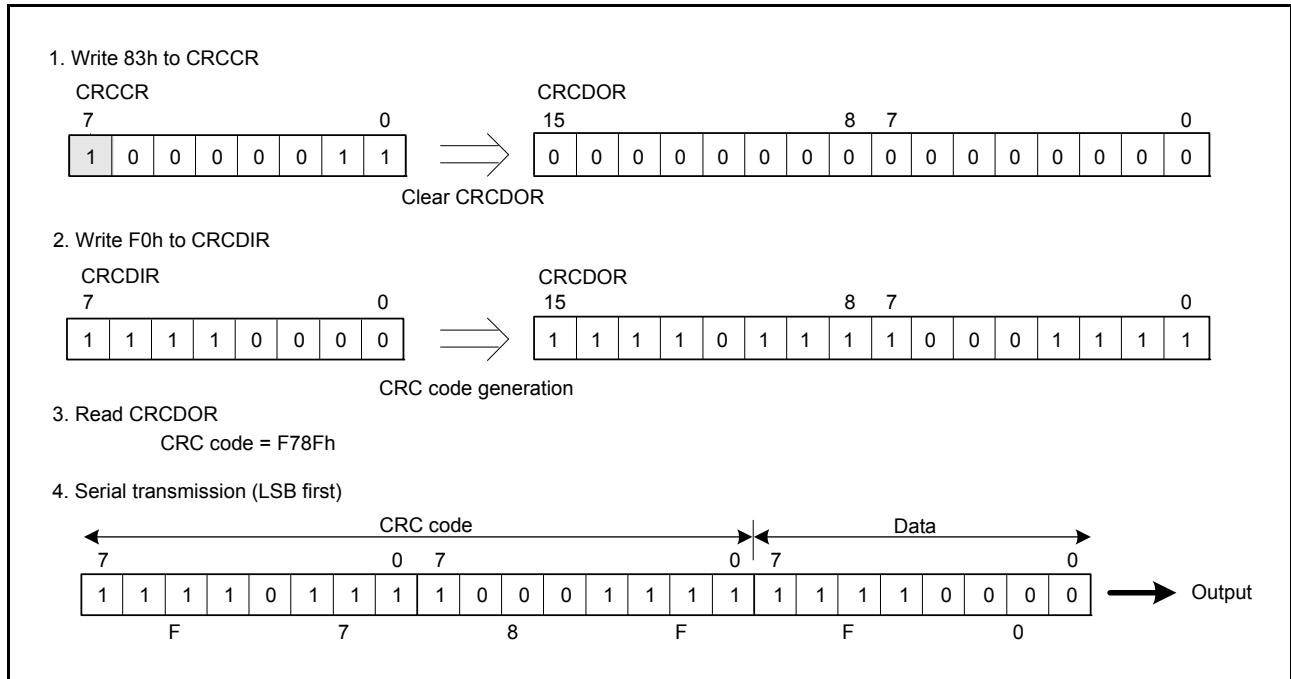 1. Write 83h to CRCCR
CRCCR CRCDOR
7 0 15 8 7 0
1 0 0 0 0 0 1 1 0 0 0 0 0 0 0 0 0 0 0 0 0 0 0 0
Clear CRCDOR
2. Write F0h to CRCDIR
CRCDIR CRCDOR
7 0 15 8 7 0
1 1 1 1 0 0 0 0 1 1 1 1 0 1 1 1 1 0 0 0 1 1 1 1
CRC code generation
3. Read CRCDOR
CRC code = F78Fh
4. Serial transmission (LSB first)
CRC code Data
7 0 7 0 7 0
1 1 1 1 0 1 1 1 1 0 0 0 1 1 1 1 1 1 1 1 0 0 0 0 Output
F 7 8 F F 0